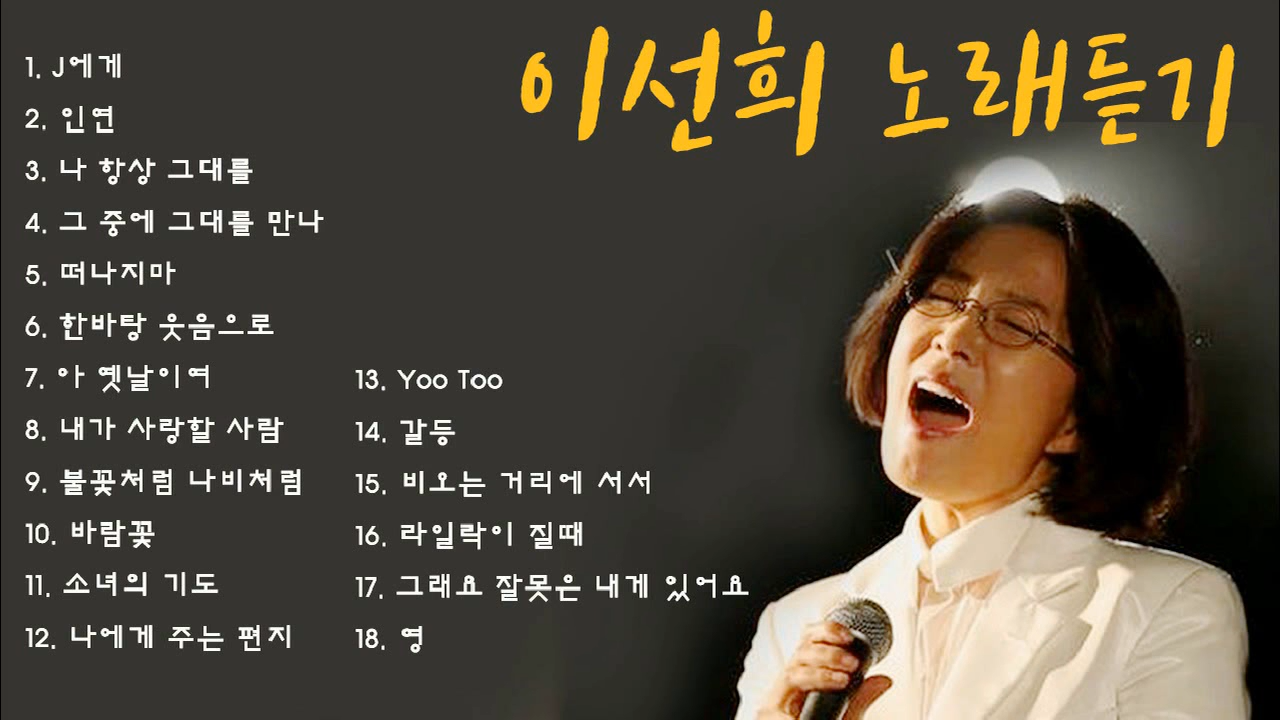 이선희 노래듣기
1. J에게
2. 인연
3. 나 항상 그대를
4. 그 중에 그대를 만나
5. 떠나지마
6. 한바탕 웃음으로
7. 아 옛날이여
8. 내가 사랑할 사람
9. 불꽃처럼 나비처럼
10. 바람꽃
11. 소녀의 기도
12. 나에게 주는 편지
13. Yoo Too
14. 갈등
15. 비오는 거리에 서서
16. 라일락이 질때
17. 그래요 잘못은 내게 있어요
18. 영